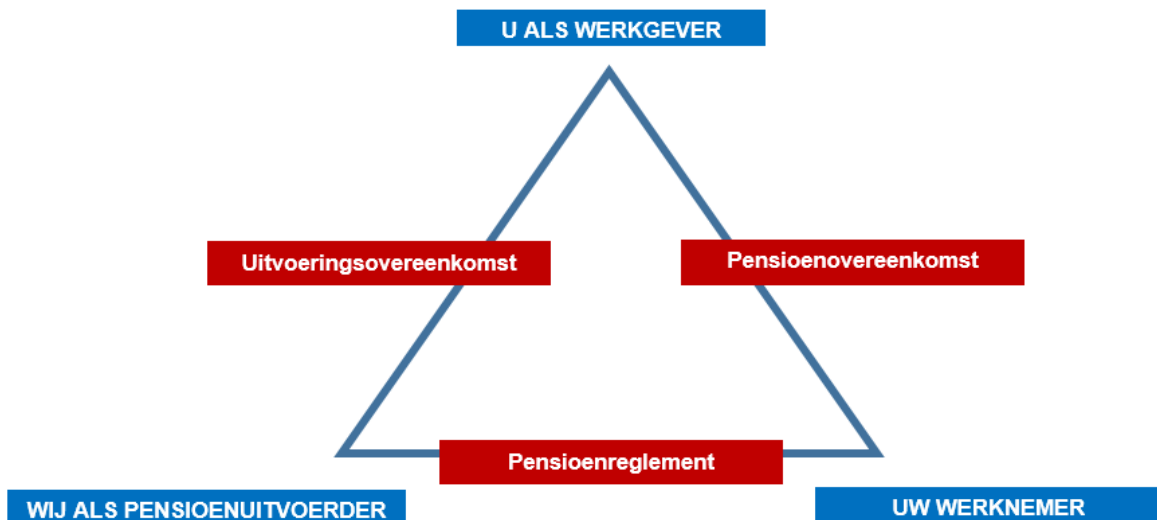 U ALS WERKGEVER
Uitvoeringsovereenkomst
Pensioenovereenkomst
Pensioenreglement
WIJ ALS PENSIOENUITVOERDER
UW WERKNEMER